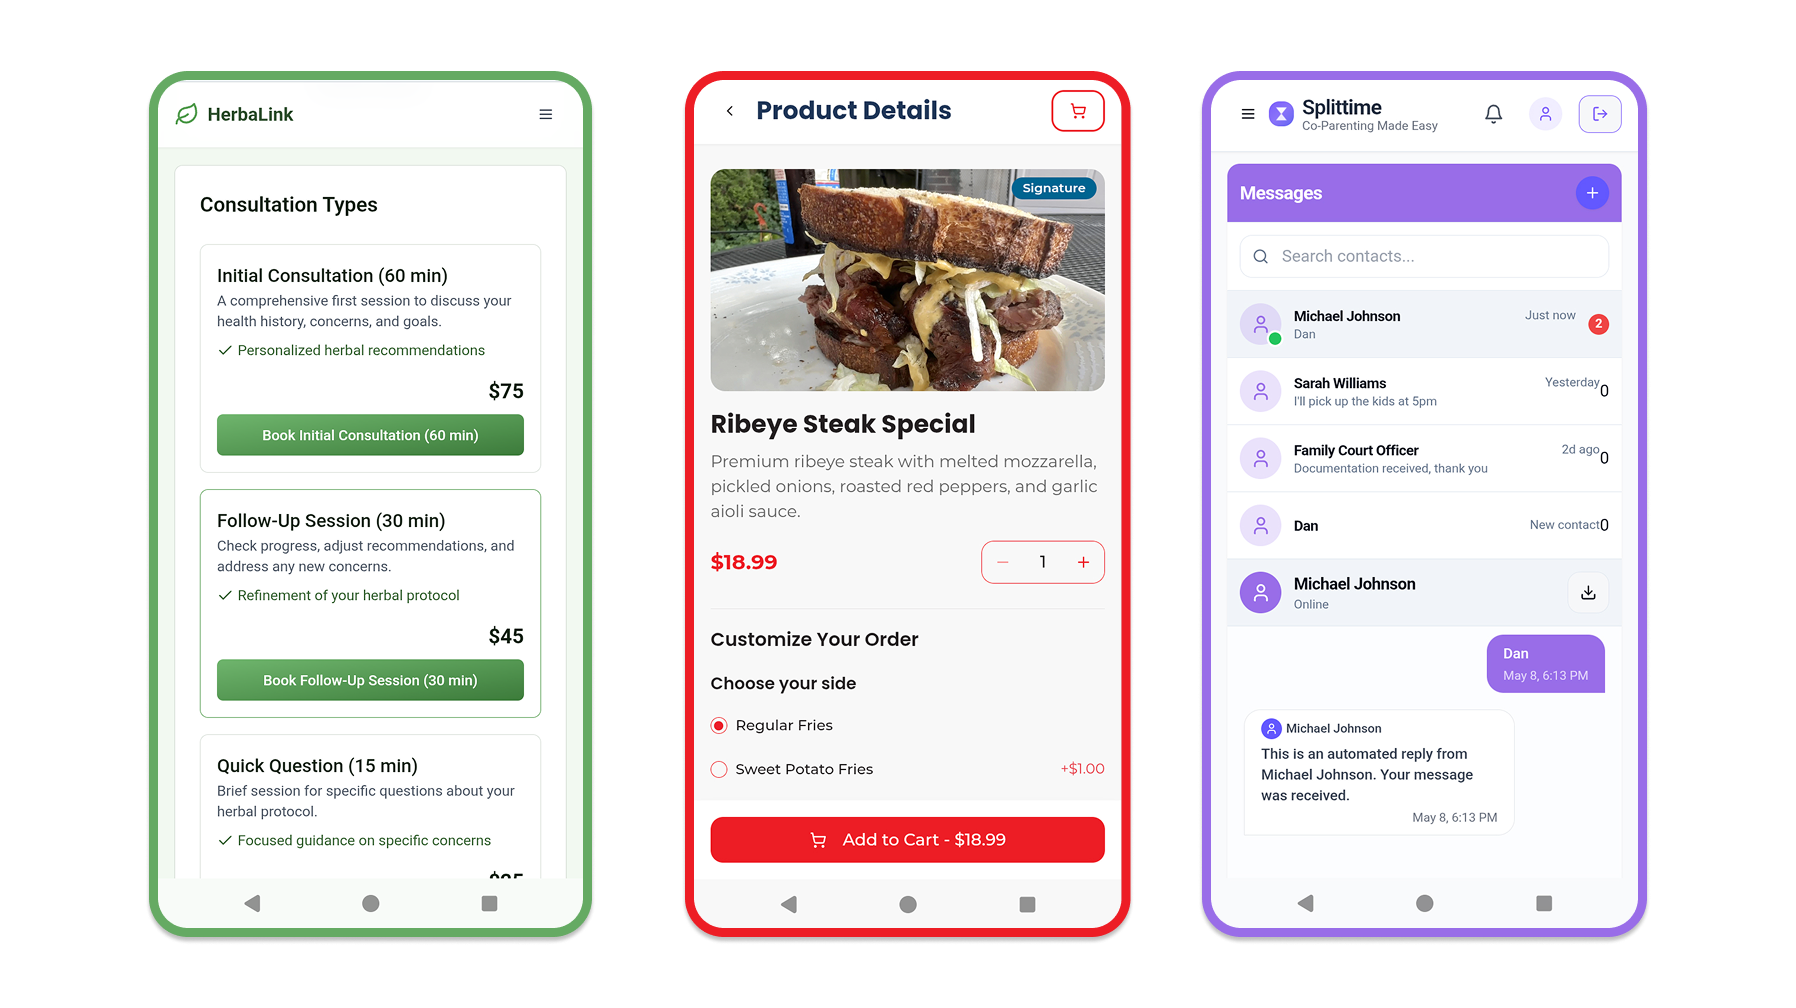 HerbaLink
Consultation Types
Initial Consultation (60 min)
A comprehensive first session to discuss your
health history, concerns, and goals.
Personalized herbal recommendations
$75
Book Initial Consultation (60 min)
Follow-Up Session (30 min)
Check progress, adjust recommendations, and
address any new concerns.
Refinement of your herbal protocol
$45
Book Follow-Up Session (30 min)
Quick Question (15 min)
Brief session for specific questions about your
herbal protocol.
Focused guidance on specific concerns
Product Details
Signature
Ribeye Steak Special
Premium ribeye steak with melted mozzarella,
pickled onions, roasted red peppers, and garlic
aioli sauce.
$18.99
1
Customize Your Order
Choose your side
Regular Fries
Sweet Potato Fries +$1.00
Add to Cart - $18.99
Splittime
Co-Parenting Made Easy
Messages
Search contacts...
Michael Johnson Just now
Dan 2
Sarah Williams Yesterday 0
I'll pick up the kids at 5pm
Family Court Officer 2d ago 0
Documentation received, thank you
Dan New contact 0
Michael Johnson
Online
Dan
May 8, 6:13 PM
Michael Johnson
This is an automated reply from
Michael Johnson. Your message
was received.
May 8, 6:13 PM